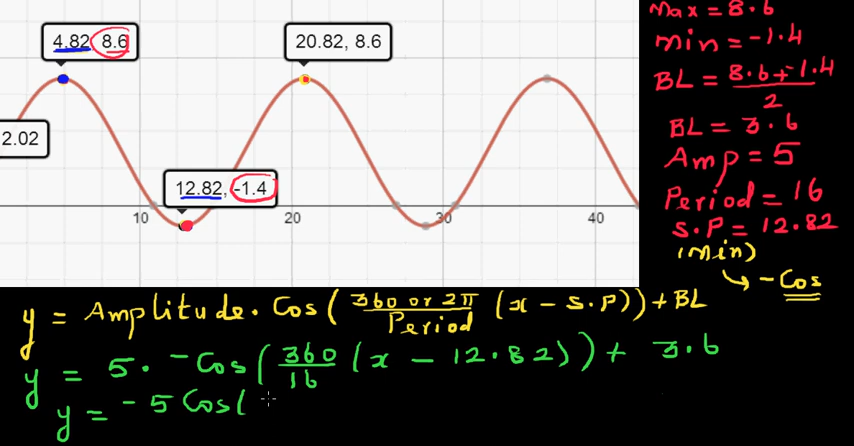 4.82, 8.6
20.82, 8.6
2.02
12.82, -1.4
10
20
30
40
Max = 8.6
min = -1.4
BL = 8.6+-1.4
2
BL = 3.6
Amp = 5
Period = 16
S.P = 12.82
(Min)
→ -Cos
y = Amplitude. Cos ( 360 or 2π / Period (x - S.P)) + BL
y = 5. -Cos ( 360 / 16 (x - 12.82)) + 3.6
y = -5 Cos (